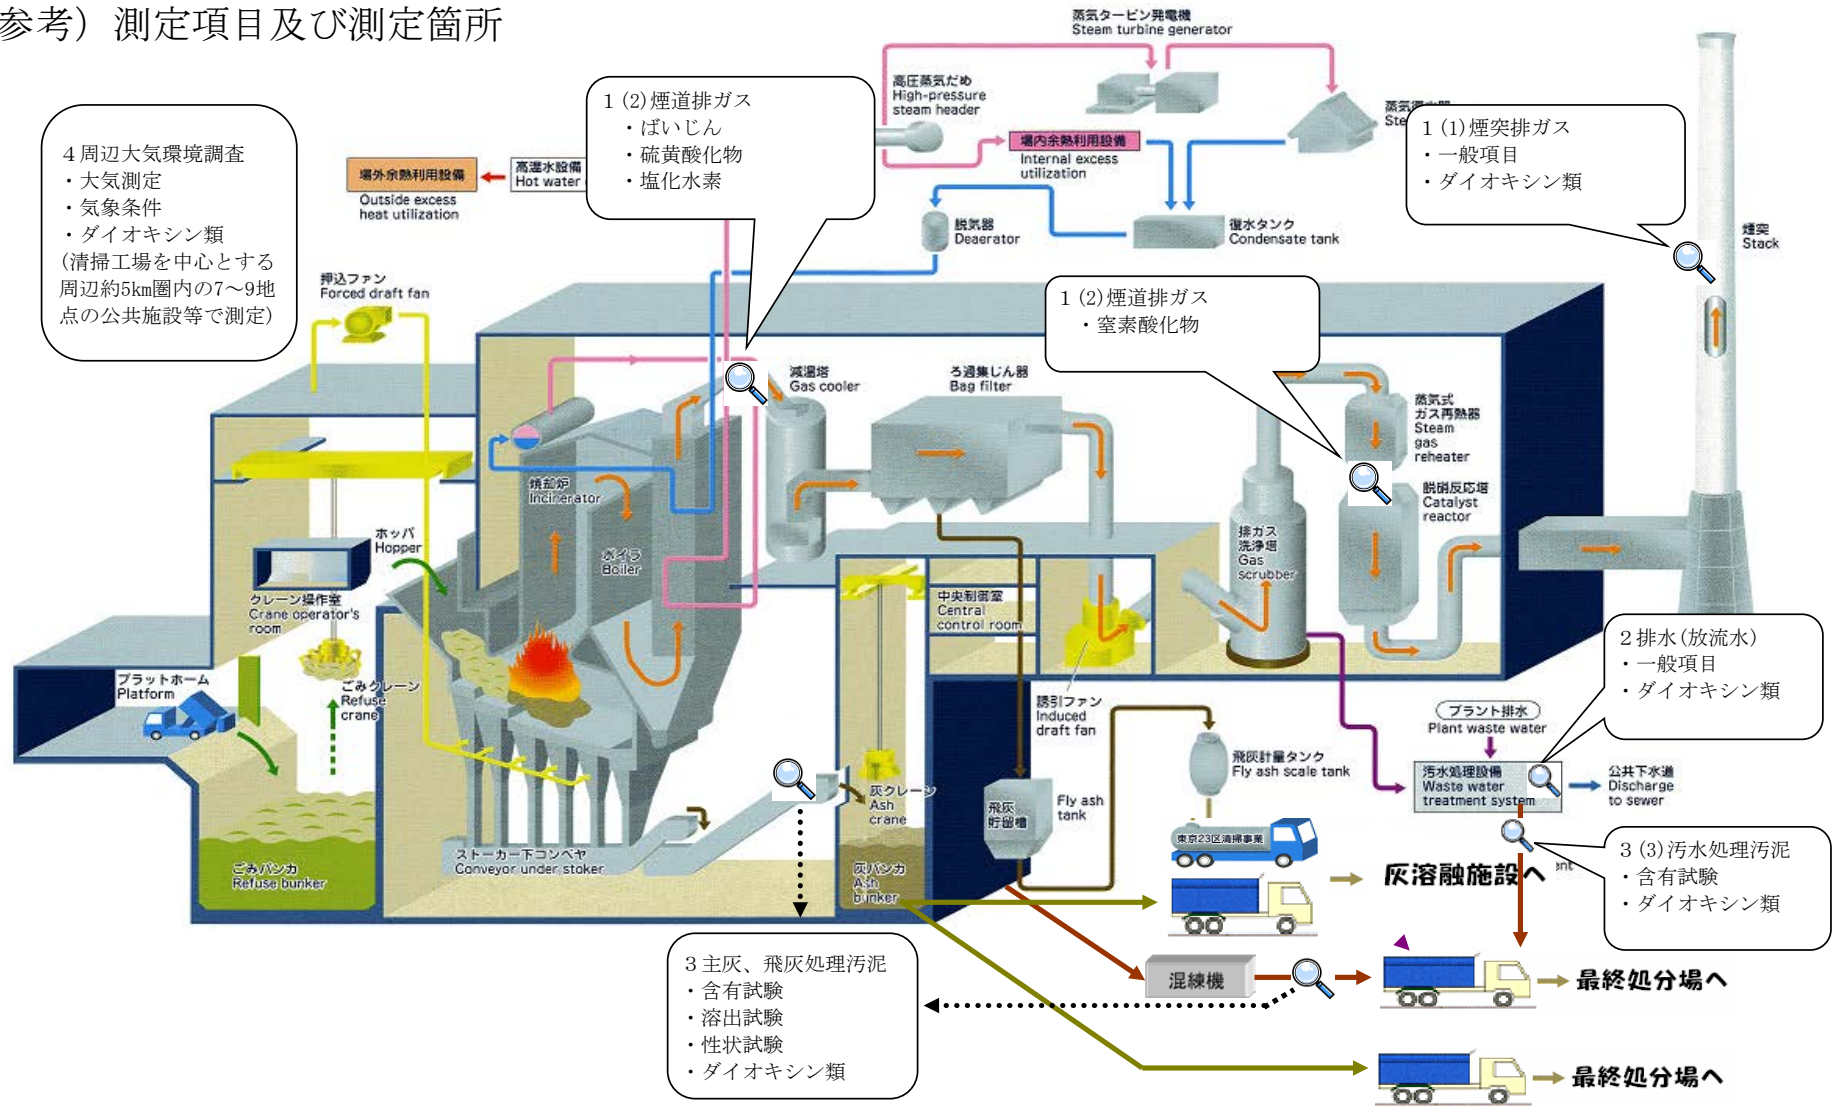 参考）測定項目及び測定箇所
蒸気タービン発電機
Steam turbine generator
高圧蒸気だめ
High-pressure
steam header
１(2)煙道排ガス
・ばいじん
・硫黄酸化物
・塩化水素
４周辺大気環境調査
・大気測定
・気象条件
・ダイオキシン類
(清掃工場を中心とする
周辺約5km圏内の7～9地
点の公共施設等で測定)
場外余熱利用設備
Outside excess
heat utilization
高温水設備
Hot water
場内余熱利用設備
Internal excess
utilization
１(1)煙突排ガス
・一般項目
・ダイオキシン類
脱気器
Deaerator
復水タンク
Condensate tank
煙突
Stack
押込ファン
Forced draft fan
１(2)煙道排ガス
・窒素酸化物
減温塔
Gas cooler
ろ過集じん器
Bag filter
蒸気式
ガス再熱器
Steam
gas
reheater
焼却炉
Incinerator
脱硝反応塔
Catalyst
reactor
ホッパ
Hopper
ボイラ
Boiler
排ガス
洗浄塔
Gas
scrubber
クレーン操作室
Crane operator's
room
中央制御室
Central
control room
プラットホーム
Platform
ごみクレーン
Refuse
crane
誘引ファン
Induced
draft fan
２排水(放流水)
・一般項目
・ダイオキシン類
プラント排水
Plant waste water
飛灰計量タンク
Fly ash scale tank
汚水処理設備
Waste water
treatment system
公共下水道
Discharge
to sewer
灰クレーン
Ash
crane
飛灰
貯留槽
Fly ash
tank
東京23区清掃事業
ごみバンカ
Refuse bunker
ストーカー下コンベヤ
Conveyor under stoker
灰バンカ
Ash
bunker
灰溶融施設へ
３(3)汚水処理汚泥
・含有試験
・ダイオキシン類
３主灰、飛灰処理汚泥
・含有試験
・溶出試験
・性状試験
・ダイオキシン類
混練機
最終処分場へ
最終処分場へ